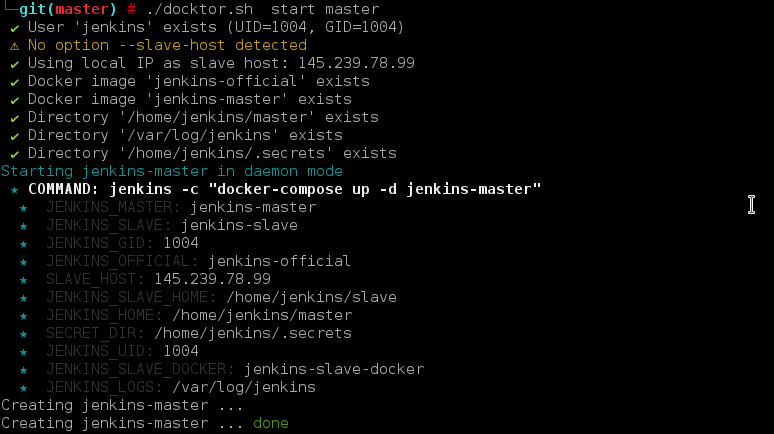 └─git(master) # ./docktor.sh  start master
✔ User 'jenkins' exists (UID=1004, GID=1004)
⚠ No option --slave-host detected
✔ Using local IP as slave host: 145.239.78.99
✔ Docker image 'jenkins-official' exists
✔ Docker image 'jenkins-master' exists
✔ Directory '/home/jenkins/master' exists
✔ Directory '/var/log/jenkins' exists
✔ Directory '/home/jenkins/.secrets' exists
Starting jenkins-master in daemon mode
★ COMMAND: jenkins -c "docker-compose up -d jenkins-master"
★ JENKINS_MASTER: jenkins-master
★ JENKINS_SLAVE: jenkins-slave
★ JENKINS_GID: 1004
★ JENKINS_OFFICIAL: jenkins-official
★ SLAVE_HOST: 145.239.78.99
★ JENKINS_SLAVE_HOME: /home/jenkins/slave
★ JENKINS_HOME: /home/jenkins/master
★ SECRET_DIR: /home/jenkins/.secrets
★ JENKINS_UID: 1004
★ JENKINS_SLAVE_DOCKER: jenkins-slave-docker
★ JENKINS_LOGS: /var/log/jenkins
Creating jenkins-master ...
Creating jenkins-master ... done